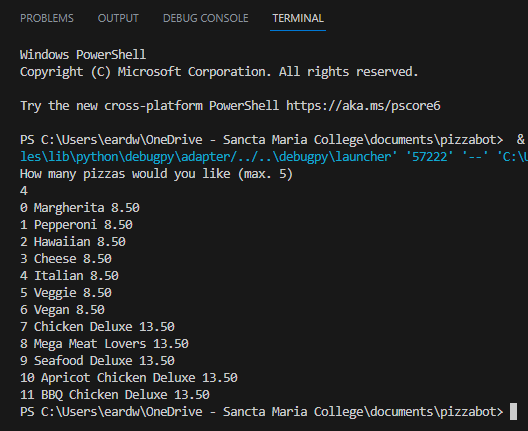 PROBLEMS OUTPUT DEBUG CONSOLE TERMINAL
Windows PowerShell
Copyright (C) Microsoft Corporation. All rights reserved.
Try the new cross-platform PowerShell https://aka.ms/pscore6
PS C:\Users\eardw\OneDrive - Sancta Maria College\documents\pizzabot> &
les\lib\python\debugpy\adapter/../..\debugpy\launcher' '57222' '--' 'C:\U
How many pizzas would you like (max. 5)
4
0 Margherita 8.50
1 Pepperoni 8.50
2 Hawaiian 8.50
3 Cheese 8.50
4 Italian 8.50
5 Veggie 8.50
6 Vegan 8.50
7 Chicken Deluxe 13.50
8 Mega Meat Lovers 13.50
9 Seafood Deluxe 13.50
10 Apricot Chicken Deluxe 13.50
11 BBQ Chicken Deluxe 13.50
PS C:\Users\eardw\OneDrive - Sancta Maria College\documents\pizzabot>